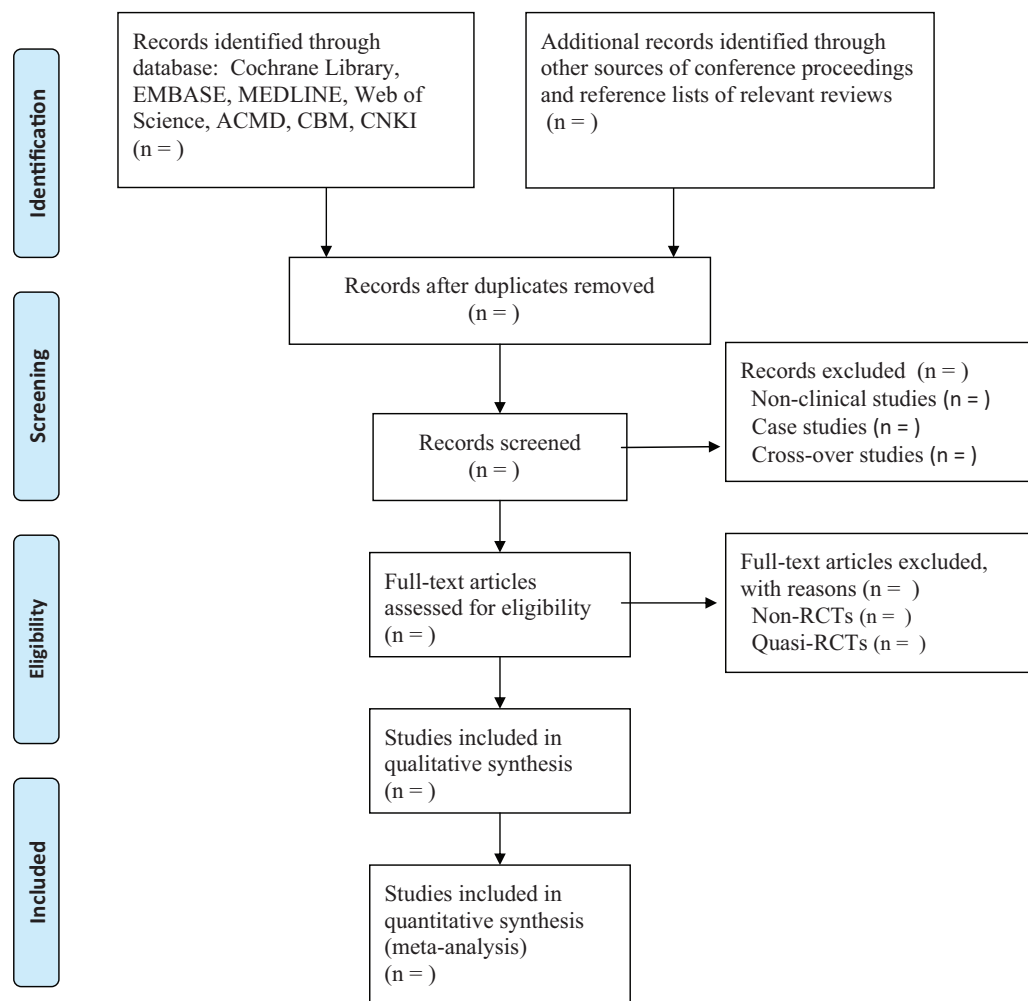 Identification
Records identified through
database: Cochrane Library,
EMBASE, MEDLINE, Web of
Science, ACMD, CBM, CNKI
(n = )
Additional records identified through
other sources of conference proceedings
and reference lists of relevant reviews
(n = )
Records after duplicates removed
(n = )
Screening
Records screened
(n = )
Records excluded (n = )
Non-clinical studies (n = )
Case studies (n = )
Cross-over studies (n = )
Eligibility
Full-text articles
assessed for eligibility
(n = )
Full-text articles excluded,
with reasons (n = )
Non-RCTs (n = )
Quasi-RCTs (n = )
Studies included in
qualitative synthesis
(n = )
Included
Studies included in
quantitative synthesis
(meta-analysis)
(n = )